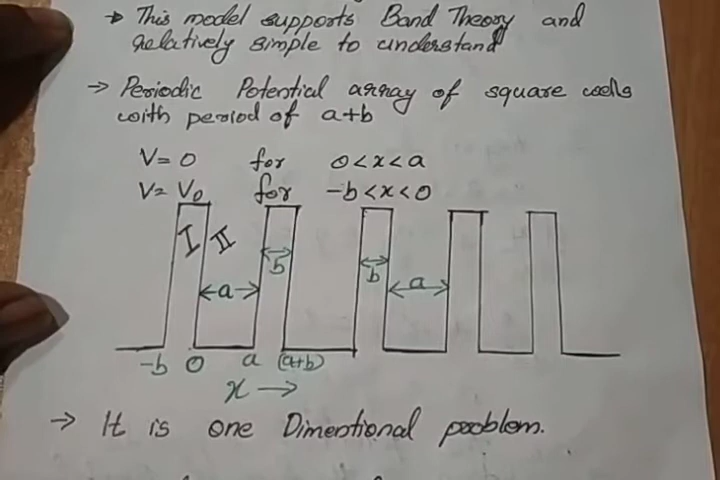 → This model supports Band Theory and
relatively simple to understand
→ Periodic Potential array of square wells
with period of a+b
V = 0 for 0<x<a
V = V₀ for -b<x<0
I II
b b
a a
-b 0 a (a+b)
x →
→ It is one Dimentional problem.